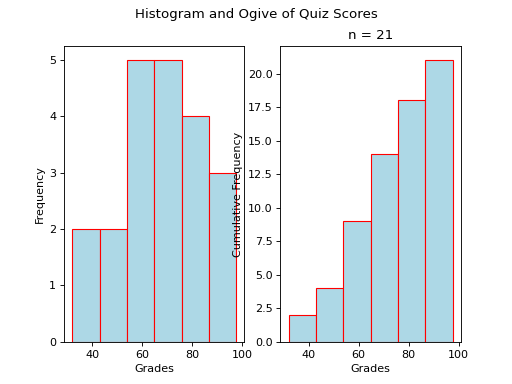 Histogram and Ogive of Quiz Scores
n = 21
5
4
3
2
1
0
Frequency
40 60 80 100
Grades
20.0
17.5
15.0
12.5
10.0
7.5
5.0
2.5
0.0
Cumulative Frequency
40 60 80 100
Grades